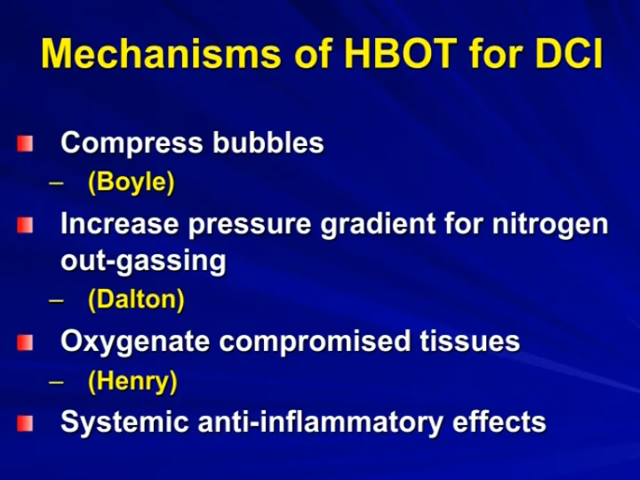 Mechanisms of HBOT for DCI
Compress bubbles
– (Boyle)
Increase pressure gradient for nitrogen
out-gassing
– (Dalton)
Oxygenate compromised tissues
– (Henry)
Systemic anti-inflammatory effects